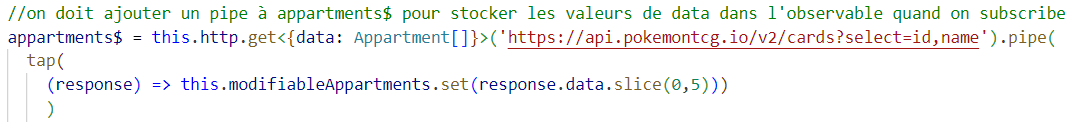 //on doit ajouter un pipe à appartments$ pour stocker les valeurs de data dans l'observable quand on subscribe
appartments$ = this.http.get<{data: Appartment[]}>('https://api.pokemontcg.io/v2/cards?select=id,name').pipe(
tap(
(response) => this.modifiableAppartments.set(response.data.slice(0,5)))
)